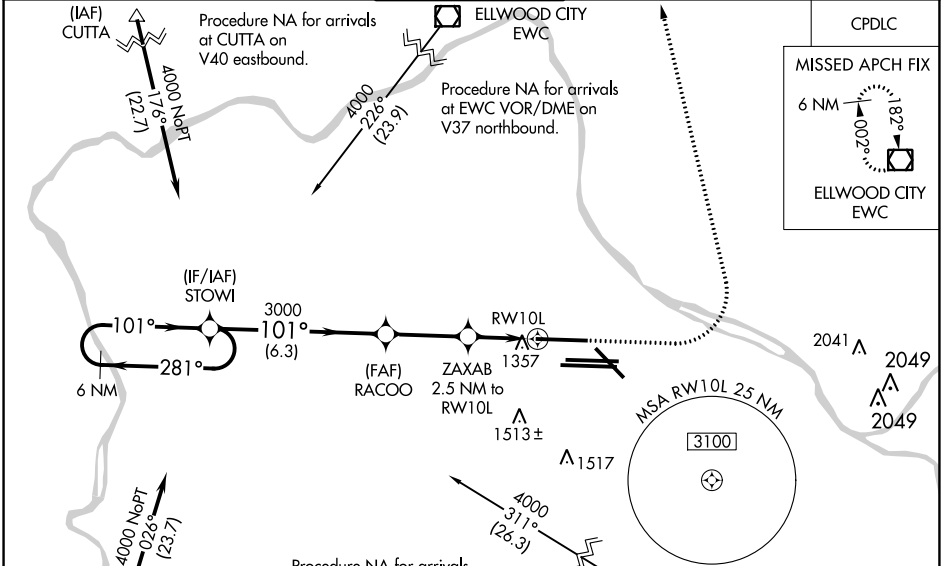 (IAF)
CUTTA
Procedure NA for arrivals
at CUTTA on
V40 eastbound.
ELLWOOD CITY
EWC
CPDLC
MISSED APCH FIX
6 NM
182°
002°
ELLWOOD CITY
EWC
4000 NoPT
176°
(22.7)
4000
226°
(23.9)
Procedure NA for arrivals
at EWC VOR/DME on
V37 northbound.
(IF/IAF)
STOWI
101°
281°
6 NM
3000
101°
(6.3)
(FAF)
RACOO
ZAXAB
2.5 NM to
RW10L
RW10L
1357
2041
2049
2049
1513±
1517
MSA RW10L 25 NM
3100
4000 NoPT
026°
(23.7)
4000
311°
(26.3)
Procedure NA for arrivals